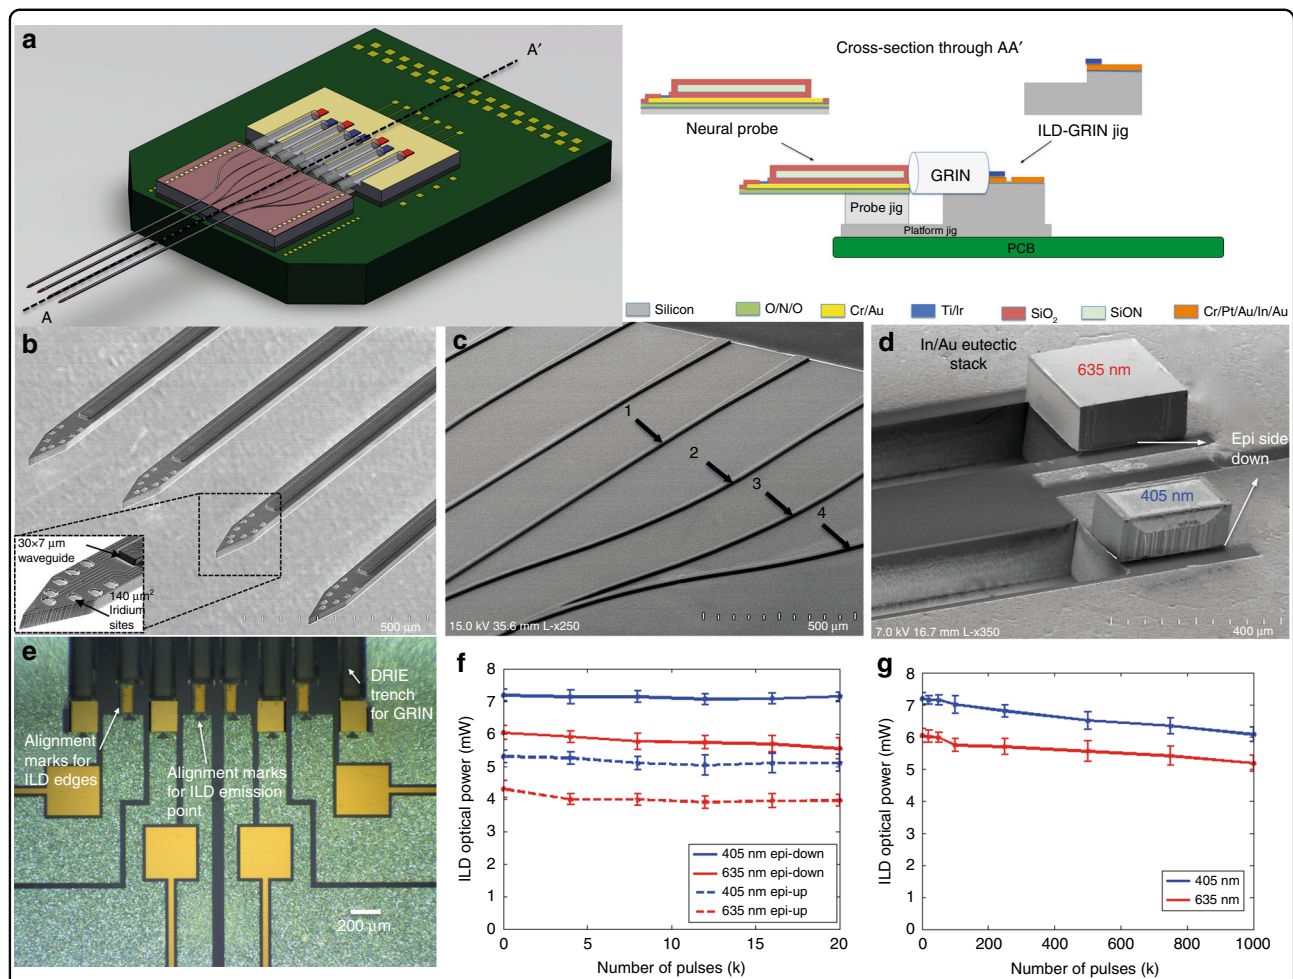 a
A′
A
Cross-section through AA′
Neural probe
ILD-GRIN jig
GRIN
Probe jig
Platform jig
PCB
Silicon
O/N/O
Cr/Au
Ti/Ir
SiO2
SiON
Cr/Pt/Au/In/Au
b
30×7 µm
waveguide
140 µm2
Iridium
sites
500 µm
c
1
2
3
4
15.0 kV 35.6 mm L-x250
500 µm
d
In/Au eutectic
stack
635 nm
Epi side
down
405 nm
7.0 kV 16.7 mm L-x350
400 µm
e
DRIE
trench
for GRIN
Alignment
marks for
ILD edges
Alignment marks
for ILD emission
point
200 µm
f
8
7
6
5
4
3
2
1
0
ILD optical power (mW)
405 nm epi-down
635 nm epi-down
405 nm epi-up
635 nm epi-up
0 5 10 15 20
Number of pulses (k)
g
8
7
6
5
4
3
2
1
0
ILD optical power (mW)
405 nm
635 nm
0 250 500 750 1000
Number of pulses (k)